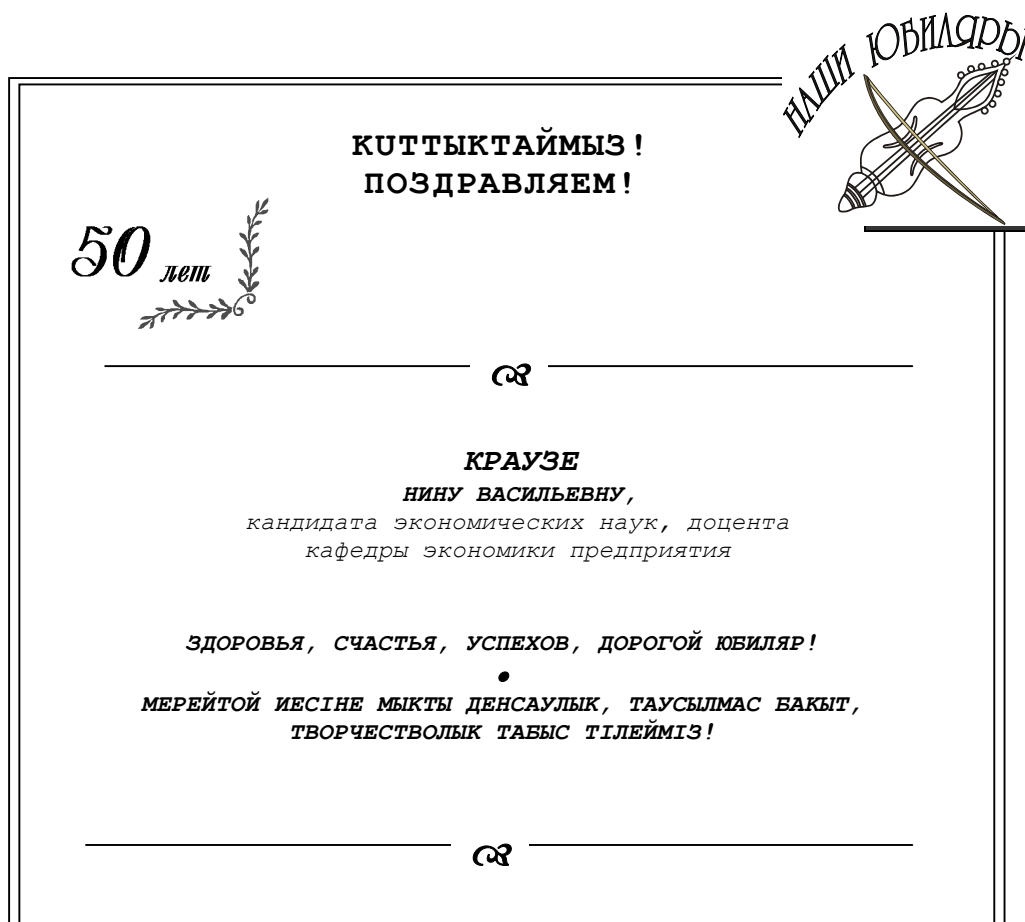 НАШИ ЮБИЛЯРЫ
КUТТЫКТАЙМЫЗ!
ПОЗДРАВЛЯЕМ!
50 лет
КРАУЗЕ
НИНУ ВАСИЛЬЕВНУ,
кандидата экономических наук, доцента
кафедры экономики предприятия
ЗДОРОВЬЯ, СЧАСТЬЯ, УСПЕХОВ, ДОРОГОЙ ЮБИЛЯР!
•
МЕРЕЙТОЙ ИЕСІНЕ МЫКТЫ ДЕНСАУЛЫК, ТАУСЫЛМАС БАКЫТ,
ТВОРЧЕСТВОЛЫК ТАБЫС ТІЛЕЙМІЗ!